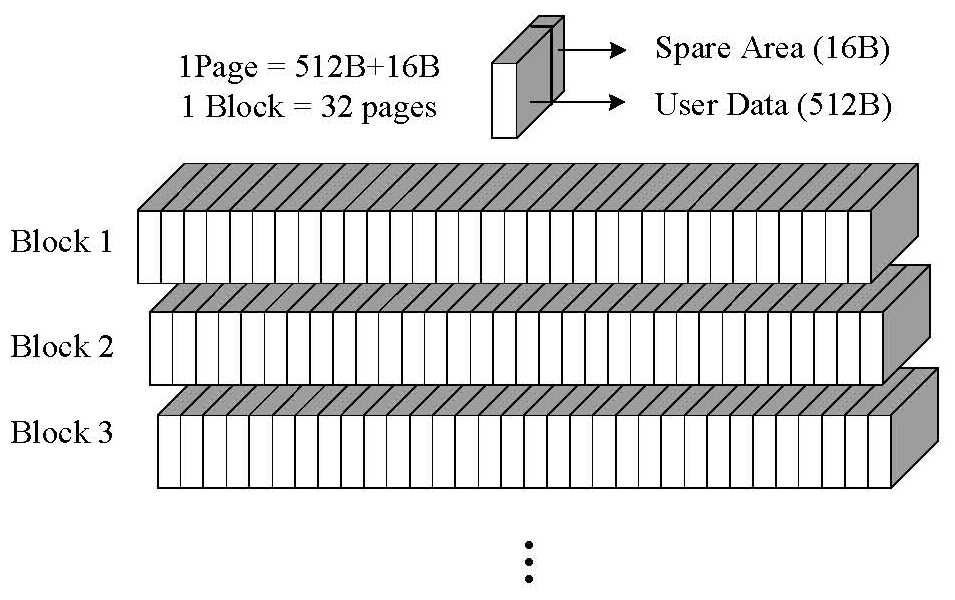 1Page = 512B+16B
1 Block = 32 pages
Spare Area (16B)
User Data (512B)
Block 1
Block 2
Block 3